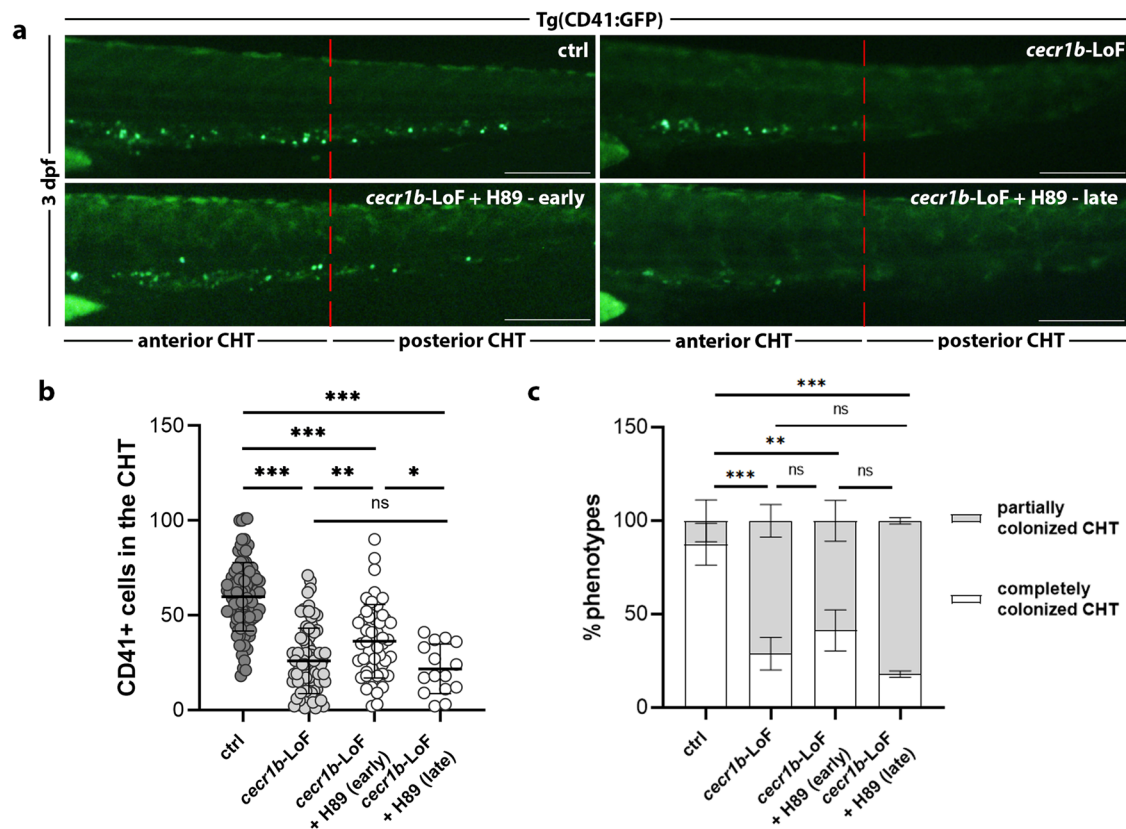 Tg(CD41:GFP)
a
ctrl
cecr1b-LoF
3 dpf
cecr1b-LoF + H89 - early
cecr1b-LoF + H89 - late
anterior CHT
posterior CHT
anterior CHT
posterior CHT
b
***
***
***
**
*
ns
150
100
50
0
CD41+ cells in the CHT
ctrl
cecr1b-LoF
cecr1b-LoF
+ H89 (early)
cecr1b-LoF
+ H89 (late)
c
***
ns
**
***
ns
ns
150
100
50
0
% phenotypes
ctrl
cecr1b-LoF
cecr1b-LoF
+ H89 (early)
cecr1b-LoF
+ H89 (late)
partially
colonized CHT
completely
colonized CHT